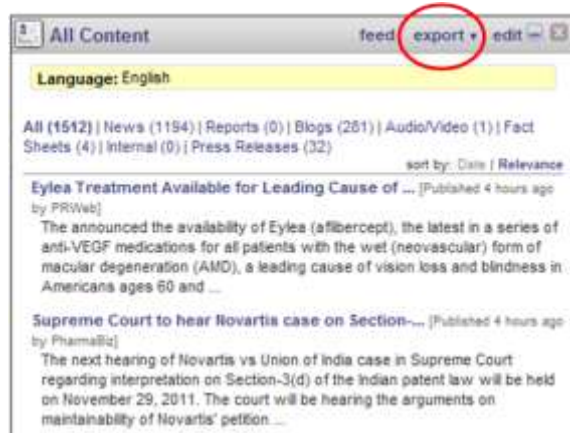 All Content feed export ▾ edit
Language: English
All (1512) | News (1194) | Reports (0) | Blogs (281) | Audio/Video (1) | Fact
Sheets (4) | Internal (0) | Press Releases (32)
sort by: Date | Relevance
Eylea Treatment Available for Leading Cause of ... [Published 4 hours ago
by PRWeb]
The announced the availability of Eylea (aflibercept), the latest in a series of
anti-VEGF medications for all patients with the wet (neovascular) form of
macular degeneration (AMD), a leading cause of vision loss and blindness in
Americans ages 60 and ...
Supreme Court to hear Novartis case on Section-... [Published 4 hours ago
by PharmaBiz]
The next hearing of Novartis vs Union of India case in Supreme Court
regarding interpretation on Section-3(d) of the Indian patent law will be held
on November 29, 2011. The court will be hearing the arguments on
maintainability of Novartis' petition ...